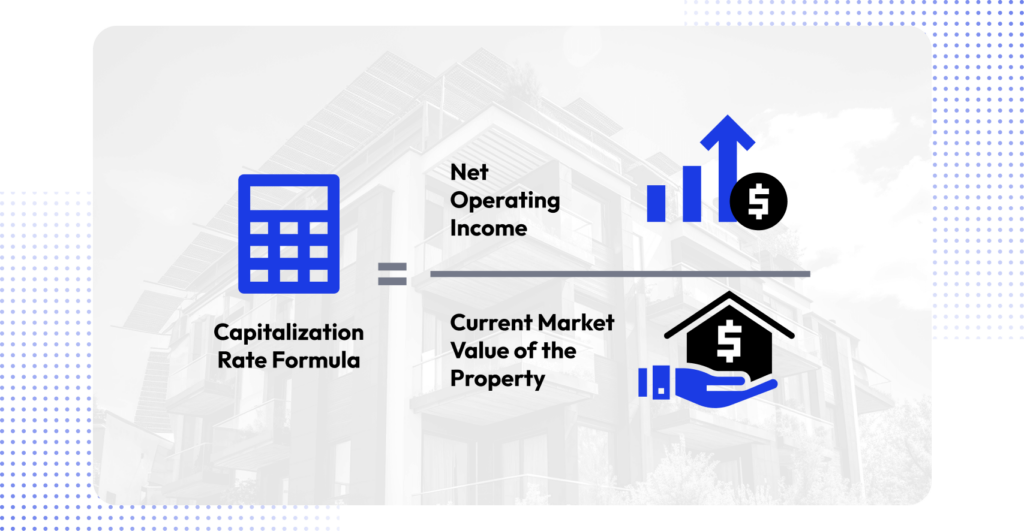 Capitalization
Rate Formula
=
Net
Operating
Income
$
Current Market
Value of the
Property
$